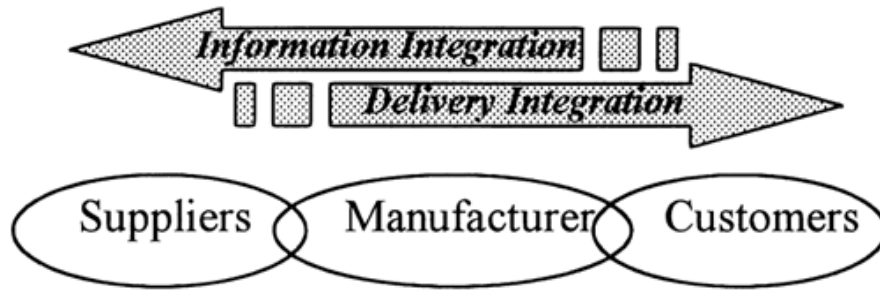 Information Integration
Delivery Integration
Suppliers Manufacturer Customers